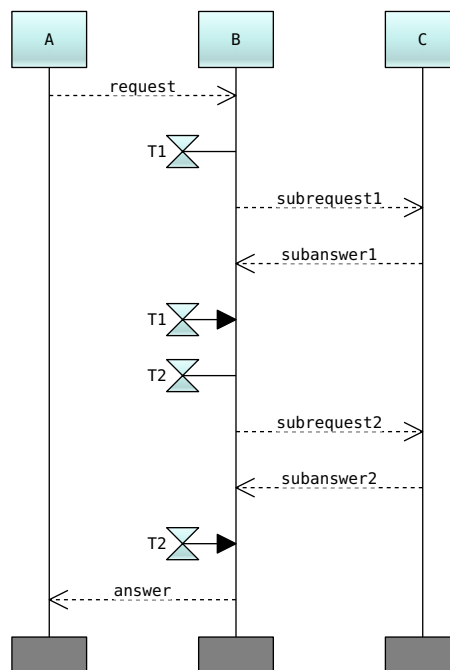 A B C
request
T1
subrequest1
subanswer1
T1
T2
subrequest2
subanswer2
T2
answer